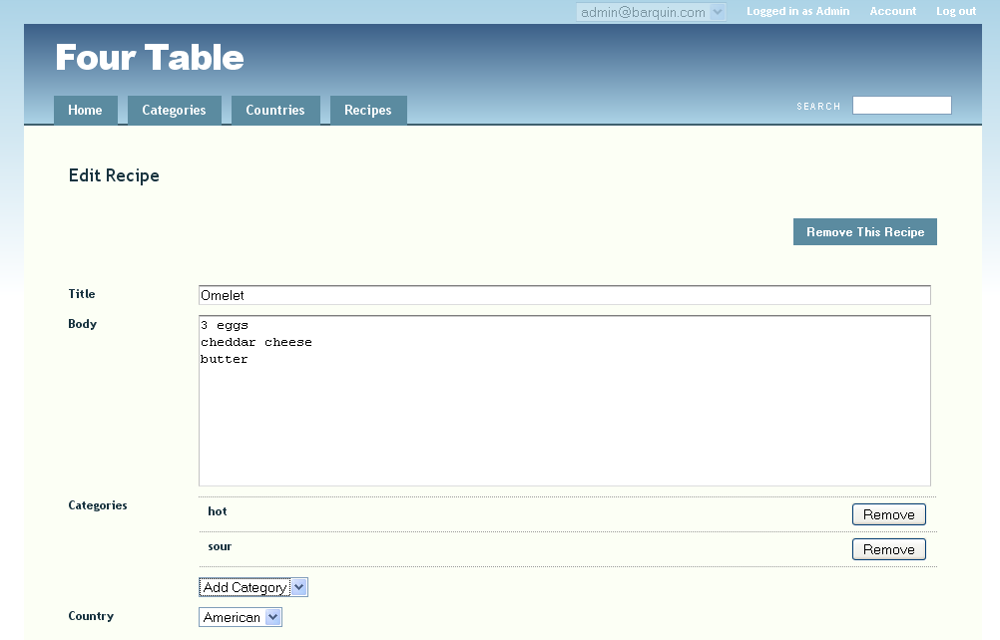 admin@barquin.com Logged in as Admin Account Log out
Four Table
Home Categories Countries Recipes SEARCH
Edit Recipe
Remove This Recipe
Title Omelet
Body 3 eggs
cheddar cheese
butter
Categories hot Remove
sour Remove
Add Category
Country American